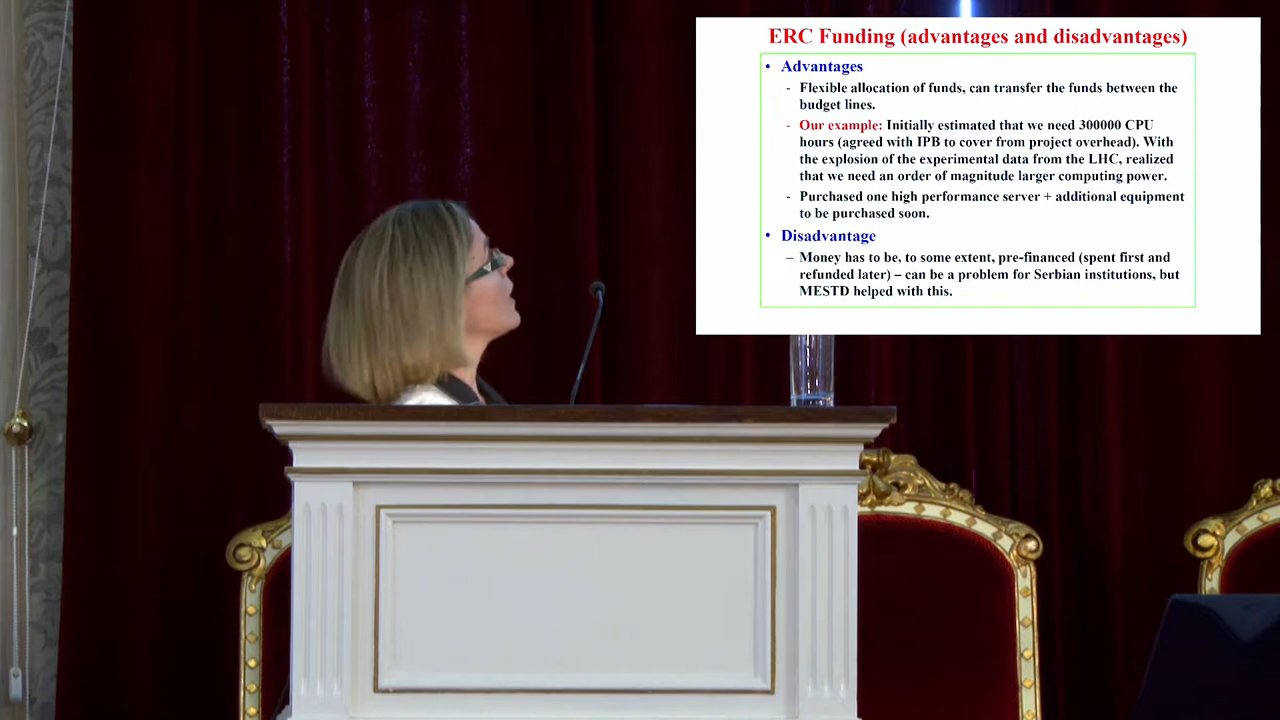 ERC Funding (advantages and disadvantages)
• Advantages
- Flexible allocation of funds, can transfer the funds between the
budget lines.
- Our example: Initially estimated that we need 300000 CPU
hours (agreed with IPB to cover from project overhead). With
the explosion of the experimental data from the LHC, realized
that we need an order of magnitude larger computing power.
- Purchased one high performance server + additional equipment
to be purchased soon.
• Disadvantage
– Money has to be, to some extent, pre-financed (spent first and
refunded later) – can be a problem for Serbian institutions, but
MESTD helped with this.